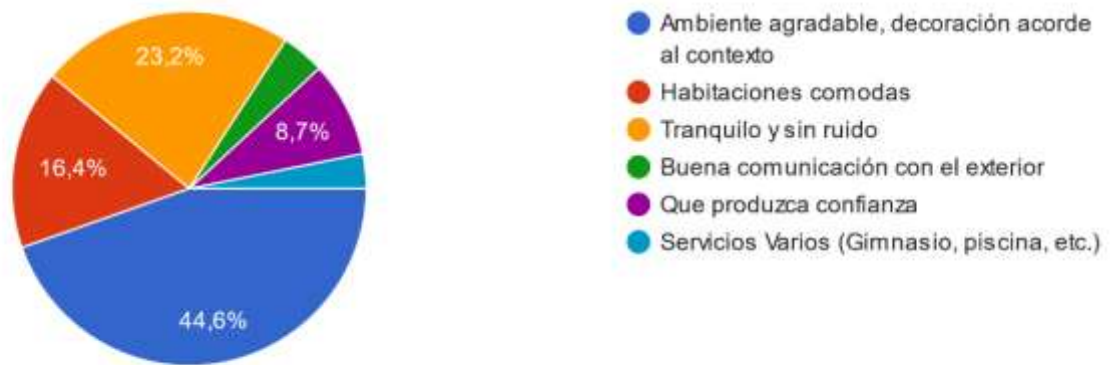 23,2%
16,4%
8,7%
44,6%
Ambiente agradable, decoración acorde
al contexto
Habitaciones comodas
Tranquilo y sin ruido
Buena comunicación con el exterior
Que produzca confianza
Servicios Varios (Gimnasio, piscina, etc.)